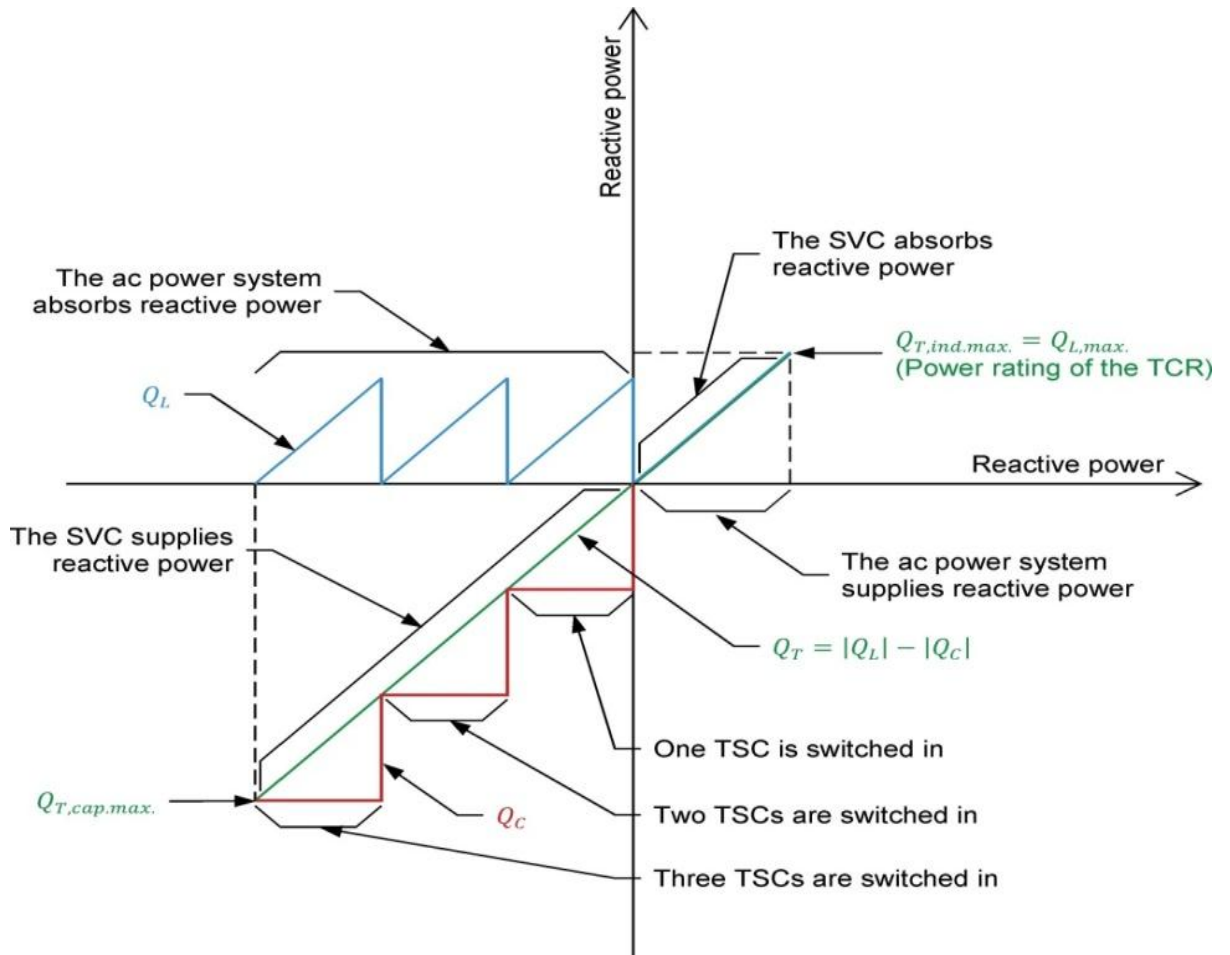 Reactive power
The SVC absorbs
reactive power
The ac power system
absorbs reactive power
Q_{T,ind.max.} = Q_{L,max.}
(Power rating of the TCR)
Q_L
Reactive power
The SVC supplies
reactive power
The ac power system
supplies reactive power
Q_T = |Q_L| − |Q_C|
One TSC is switched in
Q_{T,cap.max.}
Q_C
Two TSCs are switched in
Three TSCs are switched in